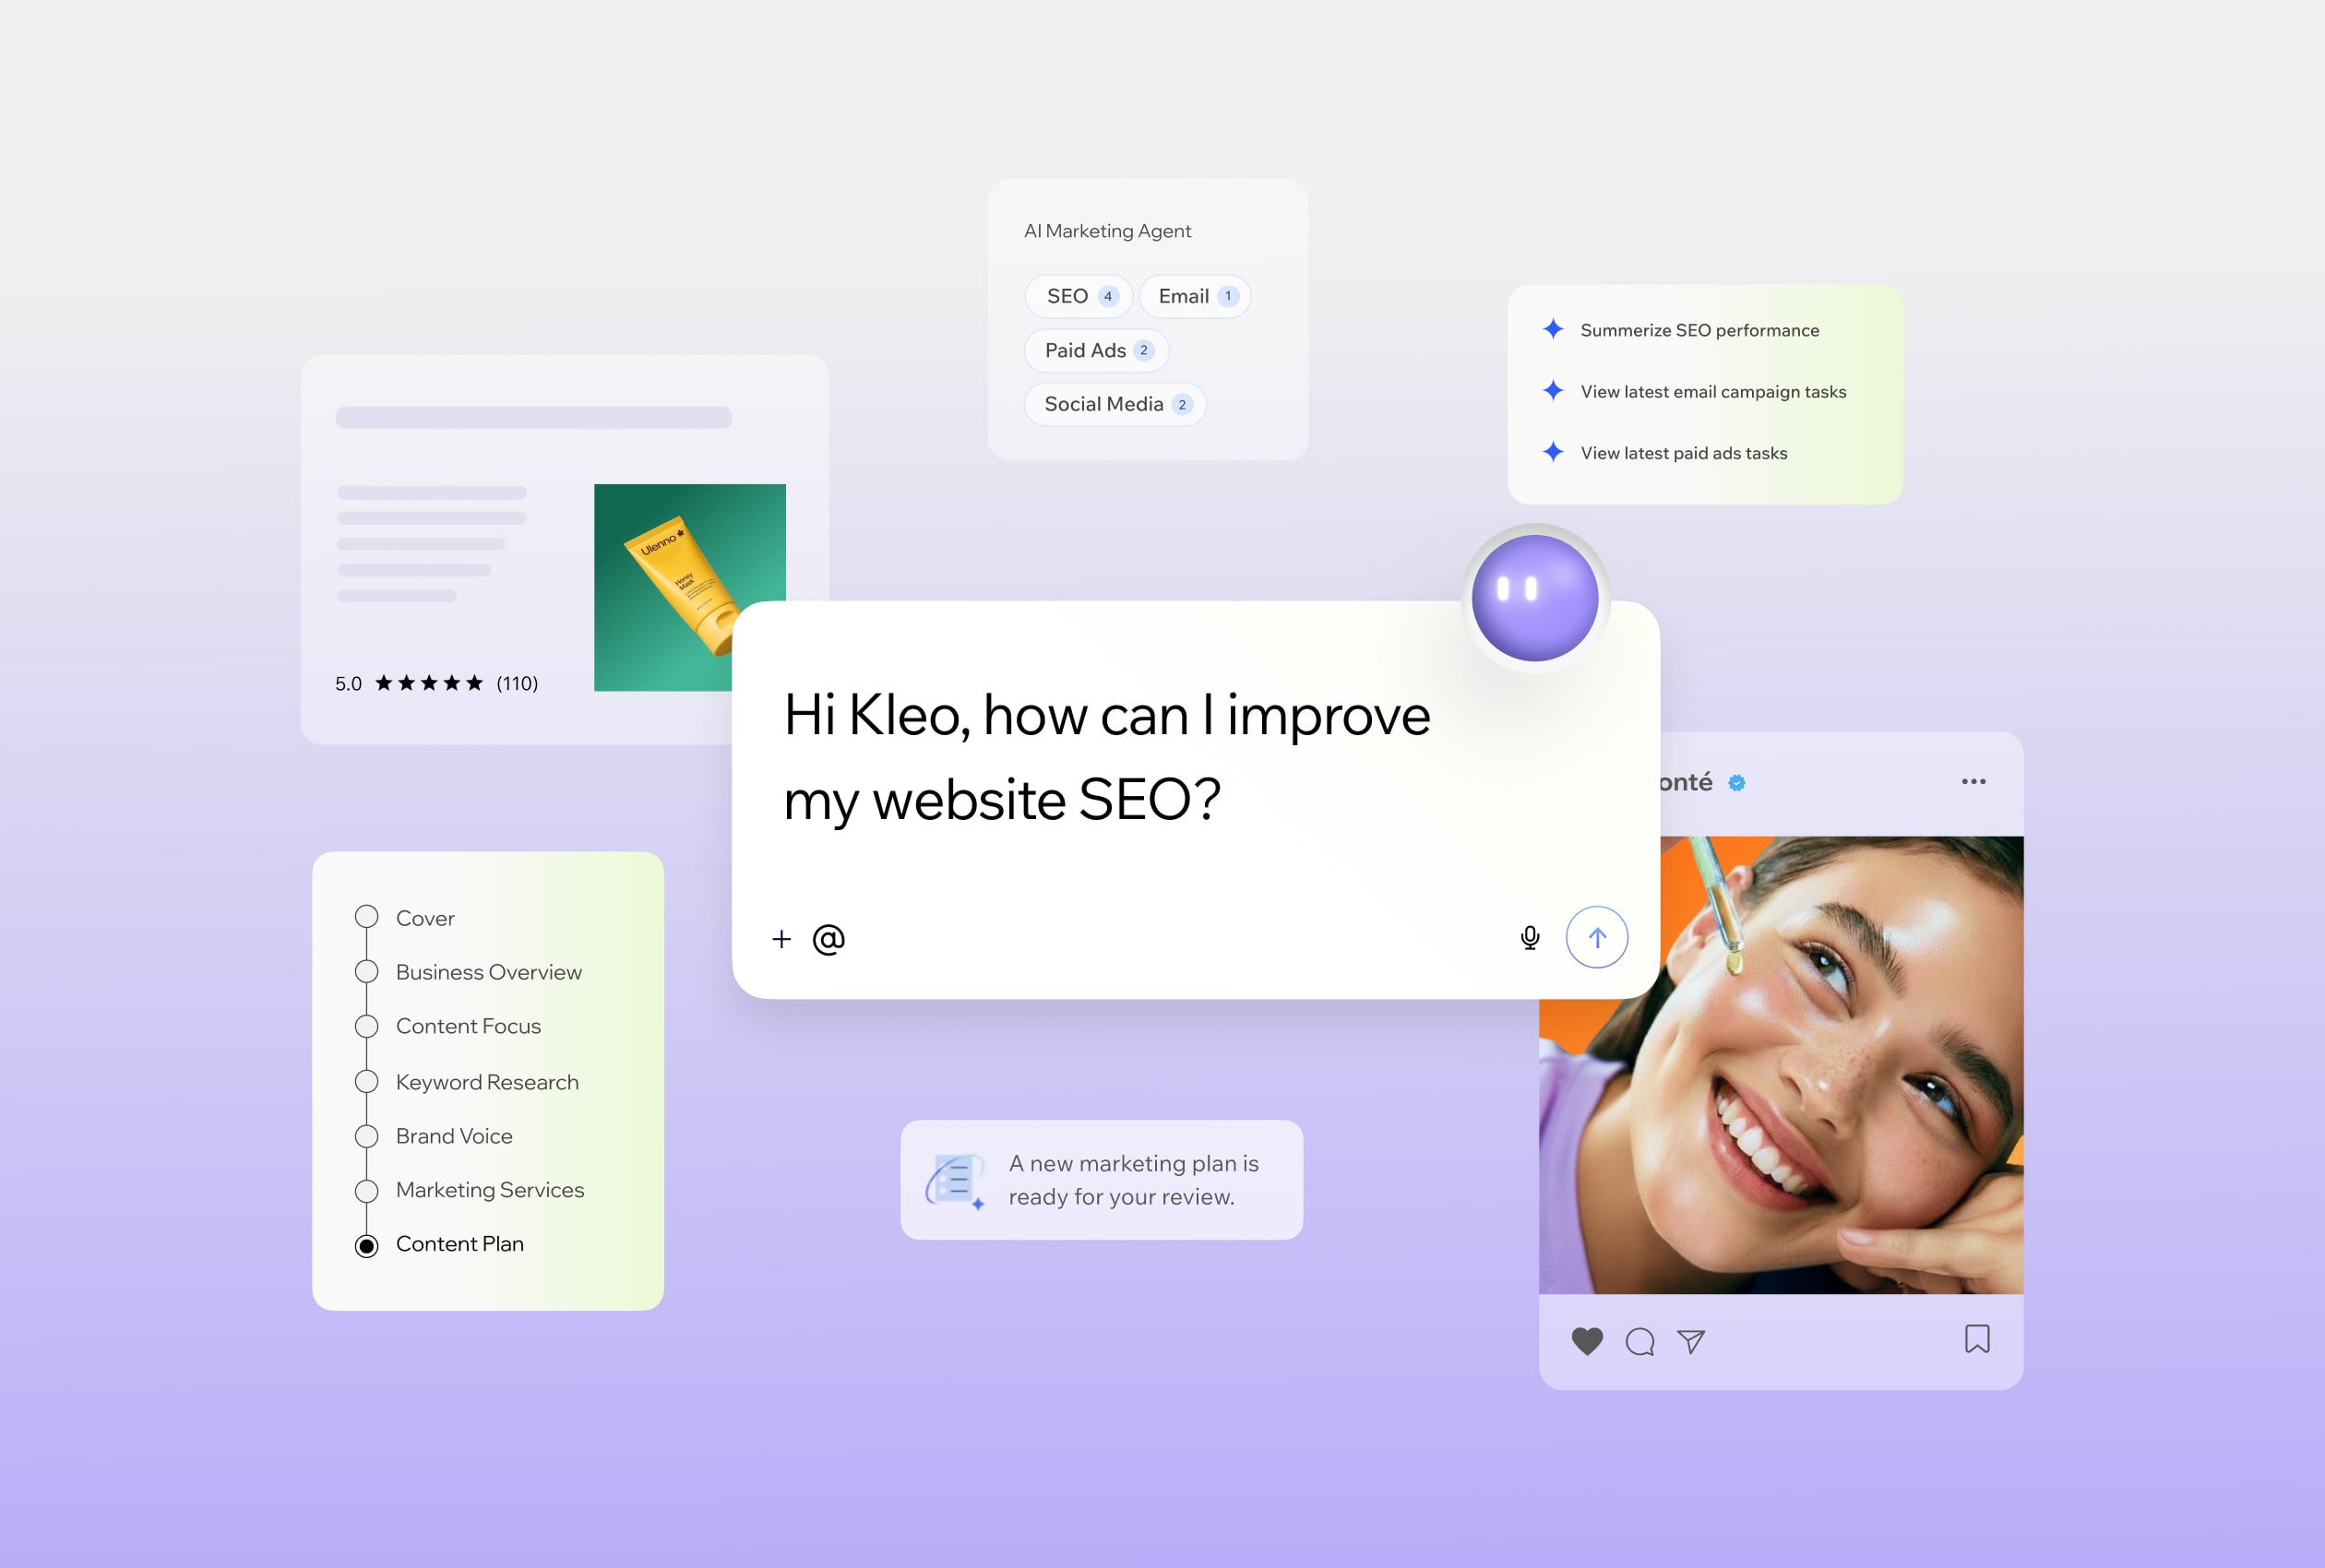 AI Marketing Agent
SEO 4
Email 1
Paid Ads 2
Social Media 2
Summerize SEO performance
View latest email campaign tasks
View latest paid ads tasks
Ulenno
Honey
Mask
5.0 ★★★★★ (110)
Hi Kleo, how can I improve
my website SEO?
+ @
onté
Cover
Business Overview
Content Focus
Keyword Research
Brand Voice
Marketing Services
Content Plan
A new marketing plan is
ready for your review.